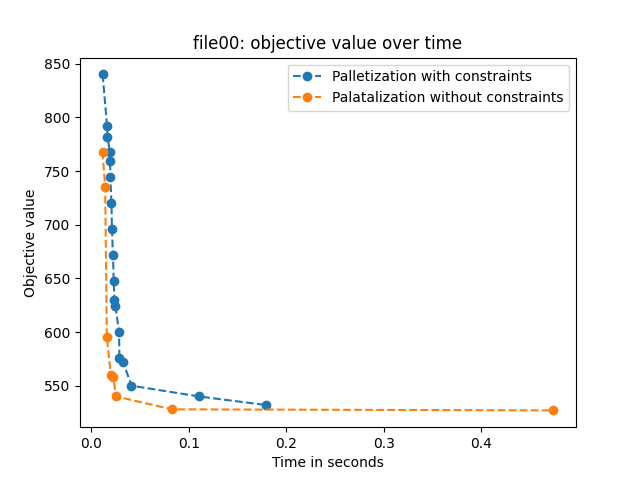 file00: objective value over time
Palletization with constraints
Palatalization without constraints
Objective value
850
800
750
700
650
600
550
0.0 0.1 0.2 0.3 0.4
Time in seconds